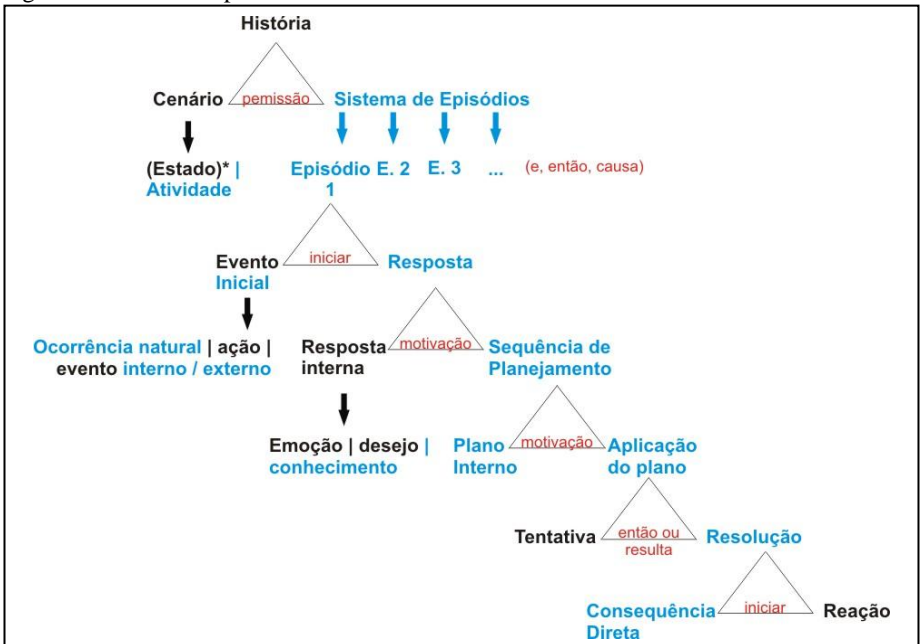 História
Cenário pemissão Sistema de Episódios
(Estado)* | Episódio E. 2 E. 3 ... (e, então, causa)
Atividade 1
Evento iniciar Resposta
Inicial
Ocorrência natural | ação | Resposta motivação Sequência de
evento interno / externo interna Planejamento
Emoção | desejo | Plano motivação Aplicação
conhecimento Interno do plano
Tentativa então ou Resolução
resulta
Consequência iniciar Reação
Direta